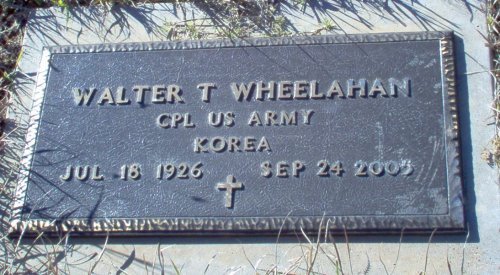 WALTER T WHEELAHAN
CPL US ARMY
KOREA
JUL 18 1926 SEP 24 2005